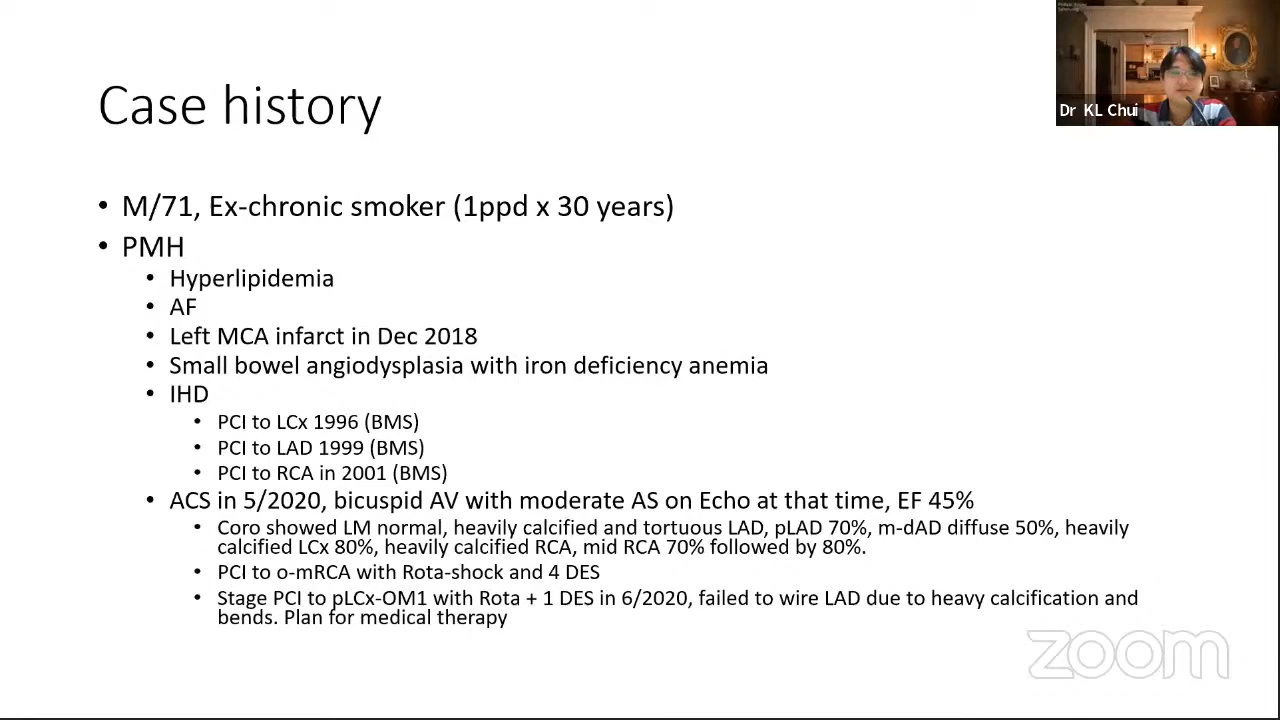 Dr KL Chui
Case history
• M/71, Ex-chronic smoker (1ppd x 30 years)
• PMH
• Hyperlipidemia
• AF
• Left MCA infarct in Dec 2018
• Small bowel angiodysplasia with iron deficiency anemia
• IHD
• PCI to LCx 1996 (BMS)
• PCI to LAD 1999 (BMS)
• PCI to RCA in 2001 (BMS)
• ACS in 5/2020, bicuspid AV with moderate AS on Echo at that time, EF 45%
• Coro showed LM normal, heavily calcified and tortuous LAD, pLAD 70%, m-dAD diffuse 50%, heavily
calcified LCx 80%, heavily calcified RCA, mid RCA 70% followed by 80%.
• PCI to o-mRCA with Rota-shock and 4 DES
• Stage PCI to pLCx-OM1 with Rota + 1 DES in 6/2020, failed to wire LAD due to heavy calcification and
bends. Plan for medical therapy
zoom